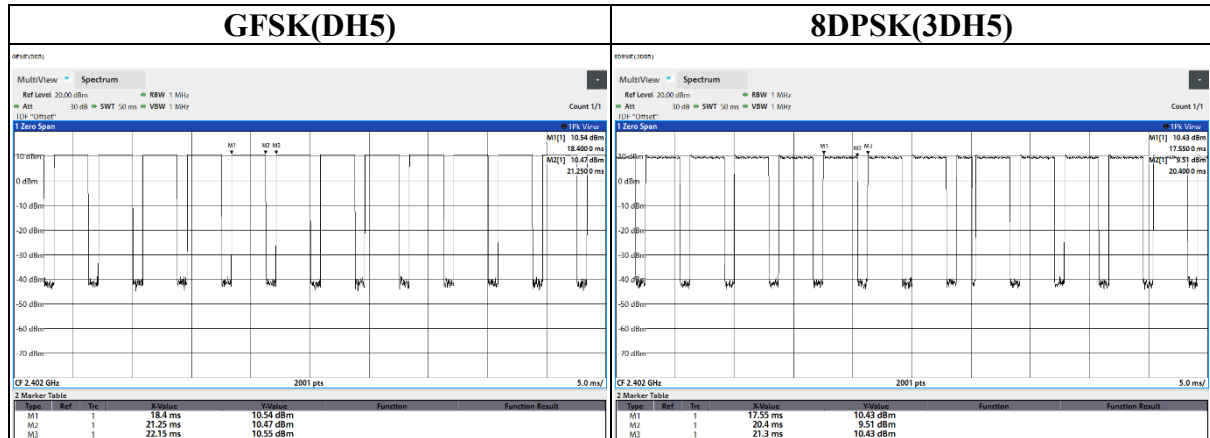 GFSK(DH5)
8DPSK(3DH5)
GFSK(DH5)
MultiView Spectrum
Ref Level 20.00 dBm RBW 1 MHz
Att 30 dB SWT 50 ms VBW 1 MHz Count 1/1
TDF "Offset"
1 Zero Span 1Pk View
M1[1] 10.54 dBm
18.400 0 ms
M2[1] 10.47 dBm
21.250 0 ms
M1 M2 M3
10 dBm
0 dBm
-10 dBm
-20 dBm
-30 dBm
-40 dBm
-50 dBm
-60 dBm
-70 dBm
CF 2.402 GHz 2001 pts 5.0 ms/
2 Marker Table
Type Ref Trc X-Value Y-Value Function Function Result
M1 1 18.4 ms 10.54 dBm
M2 1 21.25 ms 10.47 dBm
M3 1 22.15 ms 10.55 dBm
8DPSK(3DH5)
MultiView Spectrum
Ref Level 20.00 dBm RBW 1 MHz
Att 30 dB SWT 50 ms VBW 1 MHz Count 1/1
TDF "Offset"
1 Zero Span 1Pk View
M1[1] 10.43 dBm
17.550 0 ms
M2[1] 9.51 dBm
20.400 0 ms
M1 M2 M3
10 dBm
0 dBm
-10 dBm
-20 dBm
-30 dBm
-40 dBm
-50 dBm
-60 dBm
-70 dBm
CF 2.402 GHz 2001 pts 5.0 ms/
2 Marker Table
Type Ref Trc X-Value Y-Value Function Function Result
M1 1 17.55 ms 10.43 dBm
M2 1 20.4 ms 9.51 dBm
M3 1 21.3 ms 10.43 dBm